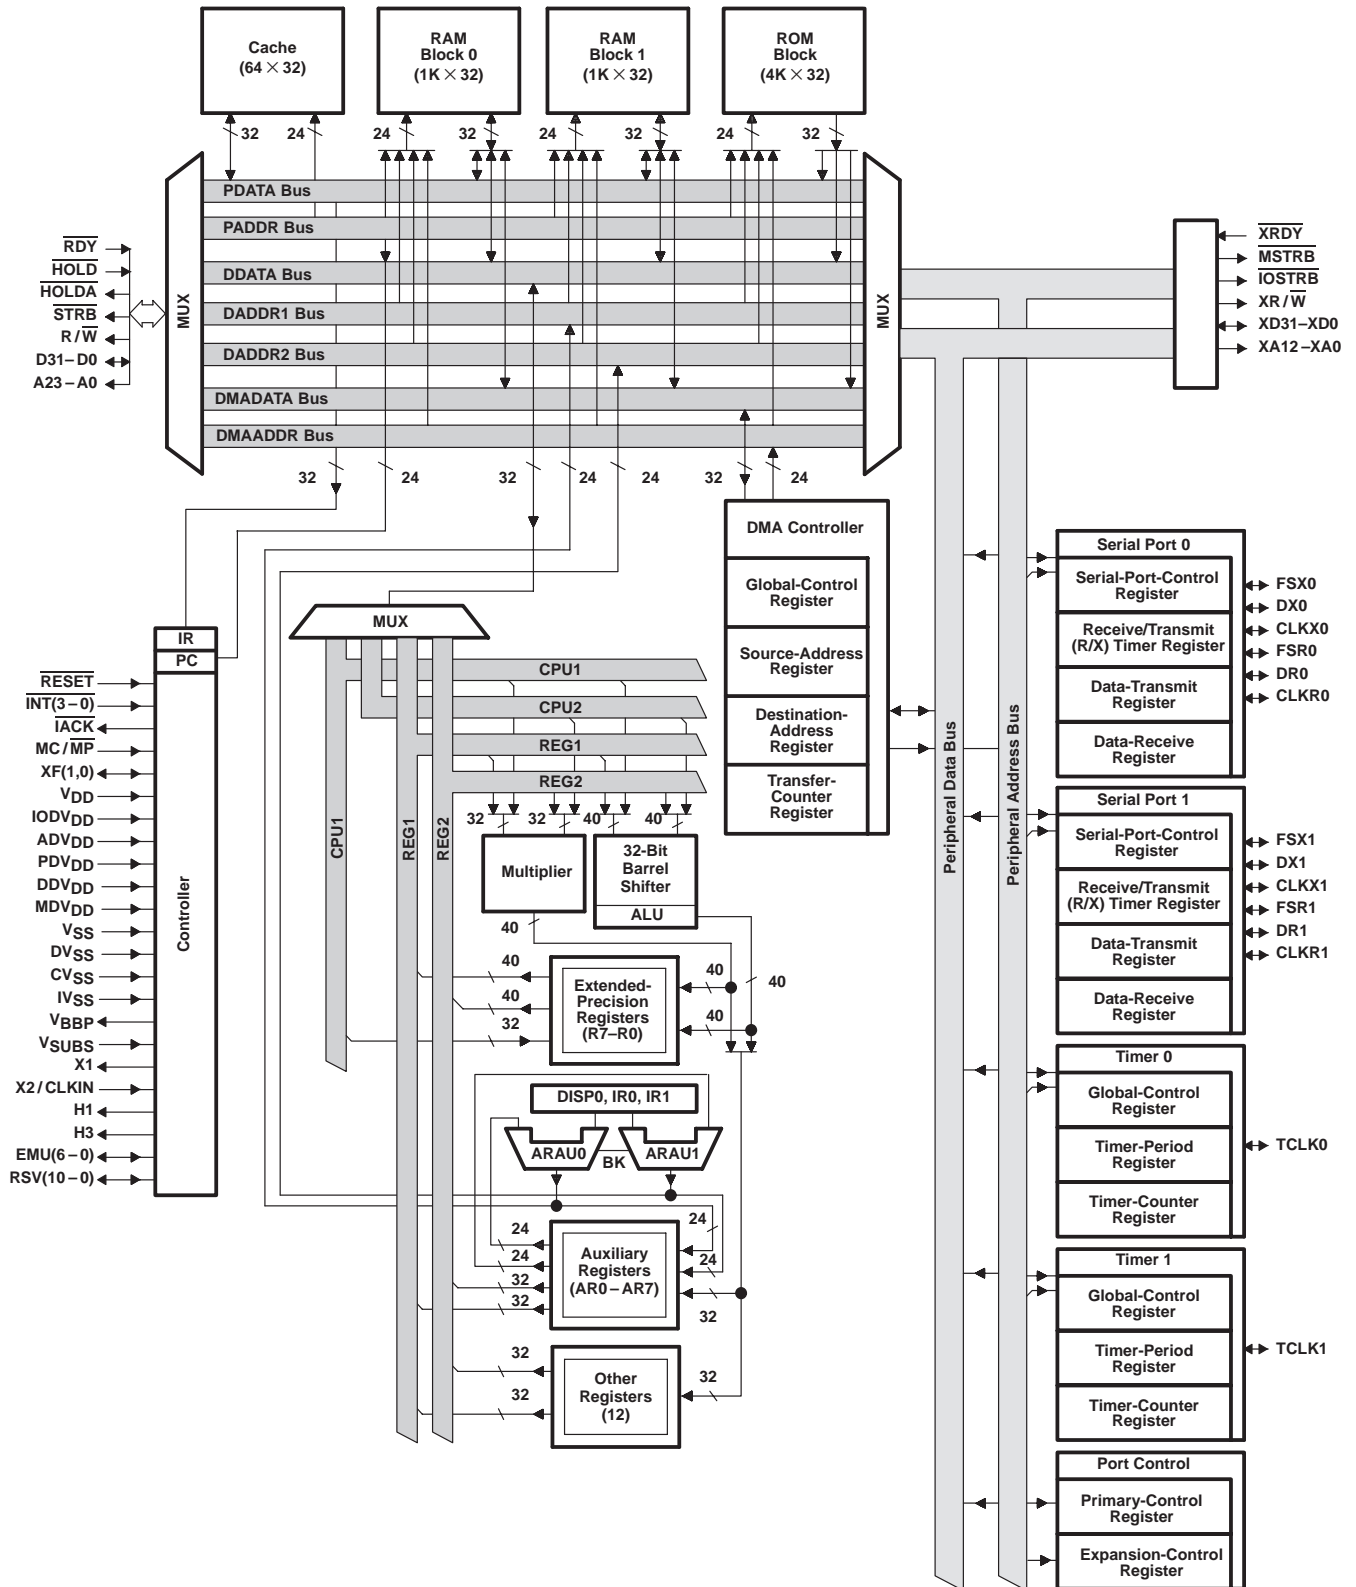 Cache
(64 × 32)
RAM
Block 0
(1K × 32)
RAM
Block 1
(1K × 32)
ROM
Block
(4K × 32)
32
24
24
32
24
32
24
32
PDATA Bus
PADDR Bus
DDATA Bus
DADDR1 Bus
DADDR2 Bus
DMADATA Bus
DMAADDR Bus
MUX
MUX
RDY
HOLD
HOLDA
STRB
R/W
D31–D0
A23–A0
XRDY
MSTRB
IOSTRB
XR/W
XD31–XD0
XA12–XA0
32
24
32
24
24
32
24
DMA Controller
Global-Control
Register
Source-Address
Register
Destination-
Address
Register
Transfer-
Counter
Register
Peripheral Data Bus
Peripheral Address Bus
IR
PC
Controller
RESET
INT(3–0)
IACK
MC/MP
XF(1,0)
VDD
IODVDD
ADVDD
PDVDD
DDVDD
MDVDD
VSS
DVSS
CVSS
IVSS
VBBP
VSUBS
X1
X2/CLKIN
H1
H3
EMU(6–0)
RSV(10–0)
MUX
CPU1
CPU2
REG1
REG2
CPU1
REG1
REG2
32
32
40
40
Multiplier
32-Bit
Barrel
Shifter
ALU
40
40
40
32
Extended-
Precision
Registers
(R7–R0)
40
40
40
DISP0, IR0, IR1
ARAU0
BK
ARAU1
24
24
32
32
Auxiliary
Registers
(AR0–AR7)
24
24
32
32
32
Other
Registers
(12)
32
Serial Port 0
Serial-Port-Control
Register
Receive/Transmit
(R/X) Timer Register
Data-Transmit
Register
Data-Receive
Register
FSX0
DX0
CLKX0
FSR0
DR0
CLKR0
Serial Port 1
Serial-Port-Control
Register
Receive/Transmit
(R/X) Timer Register
Data-Transmit
Register
Data-Receive
Register
FSX1
DX1
CLKX1
FSR1
DR1
CLKR1
Timer 0
Global-Control
Register
Timer-Period
Register
Timer-Counter
Register
TCLK0
Timer 1
Global-Control
Register
Timer-Period
Register
Timer-Counter
Register
TCLK1
Port Control
Primary-Control
Register
Expansion-Control
Register